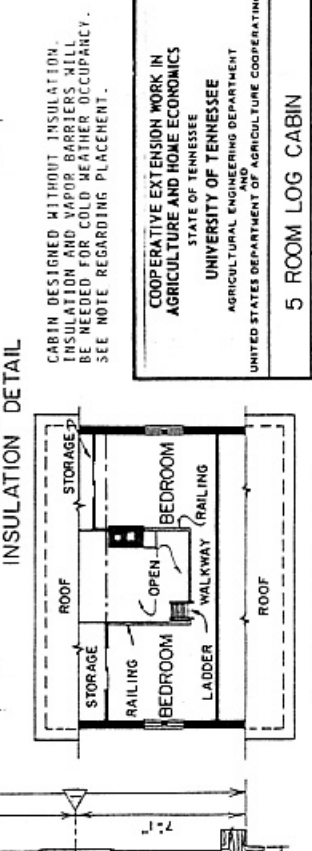 INSULATION DETAIL
CABIN DESIGNED WITHOUT INSULATION.
INSULATION AND VAPOR BARRIERS WILL
BE NEEDED FOR COLD WEATHER OCCUPANCY.
SEE NOTE REGARDING PLACEMENT.
ROOF
STORAGE
STORAGE
RAILING
OPEN
BEDROOM
BEDROOM
RAILING
LADDER
WALKWAY
ROOF
7'-1"
COOPERATIVE EXTENSION WORK IN
AGRICULTURE AND HOME ECONOMICS
STATE OF TENNESSEE
UNIVERSITY OF TENNESSEE
AGRICULTURAL ENGINEERING DEPARTMENT
AND
UNITED STATES DEPARTMENT OF AGRICULTURE COOPERATING
5 ROOM LOG CABIN